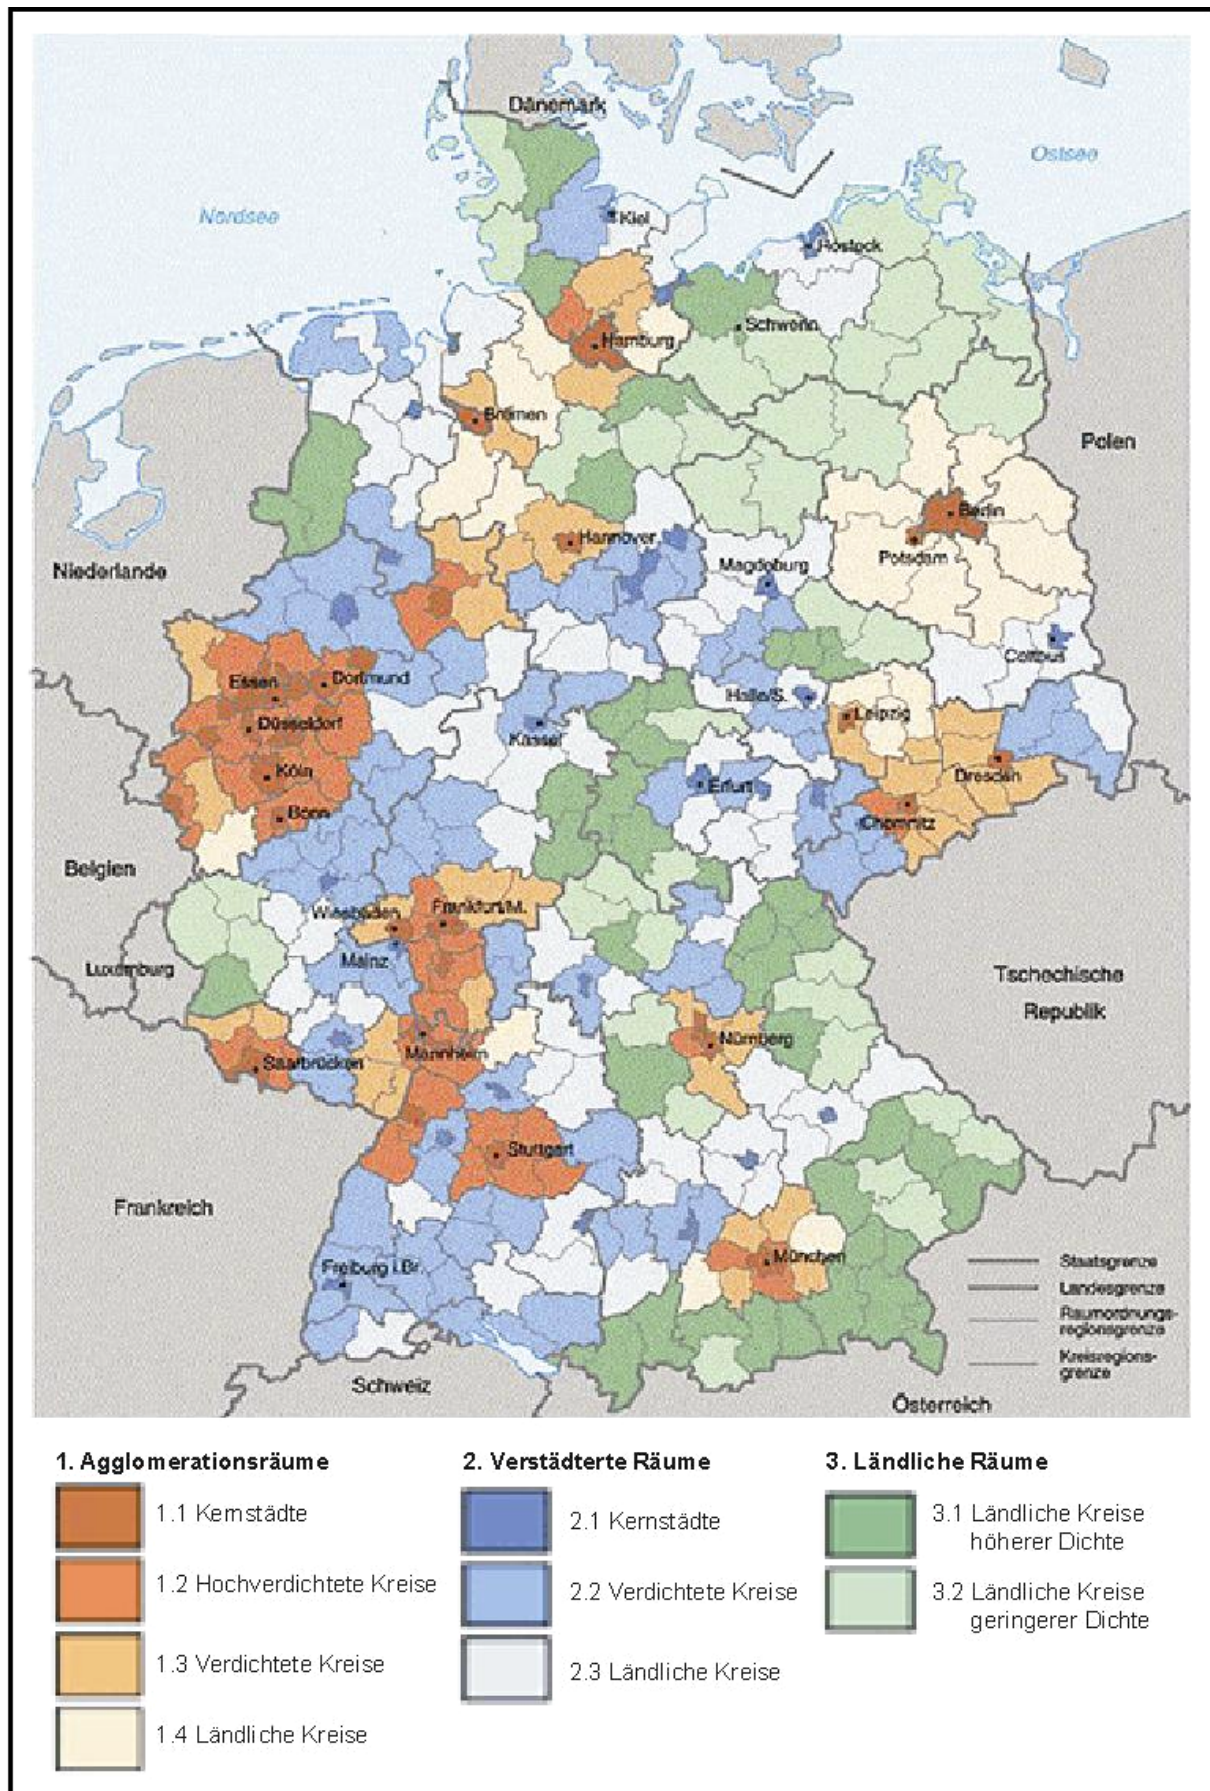 Dänemark
Ostsee
Nordsee
Kiel
Rostock
Schwerin
Hamburg
Bremen
Polen
Berlin
Hannover
Potsdam
Niederlande
Magdeburg
Cottbus
Essen
Dortmund
Halle/S.
Leipzig
Düsseldorf
Kassel
Köln
Dresden
Erfurt
Bonn
Chemnitz
Belgien
Wiesbaden
Frankfurt/M.
Luxemburg
Mainz
Tschechische
Republik
Nürnberg
Mannheim
Saarbrücken
Stuttgart
Frankreich
München
Freiburg i.Br.
Staatsgrenze
Landesgrenze
Raumordnungs-
regionsgrenze
Kreisregions-
grenze
Schweiz
Österreich
1. Agglomerationsräume
1.1 Kernstädte
1.2 Hochverdichtete Kreise
1.3 Verdichtete Kreise
1.4 Ländliche Kreise
2. Verstädterte Räume
2.1 Kernstädte
2.2 Verdichtete Kreise
2.3 Ländliche Kreise
3. Ländliche Räume
3.1 Ländliche Kreise
höherer Dichte
3.2 Ländliche Kreise
geringerer Dichte